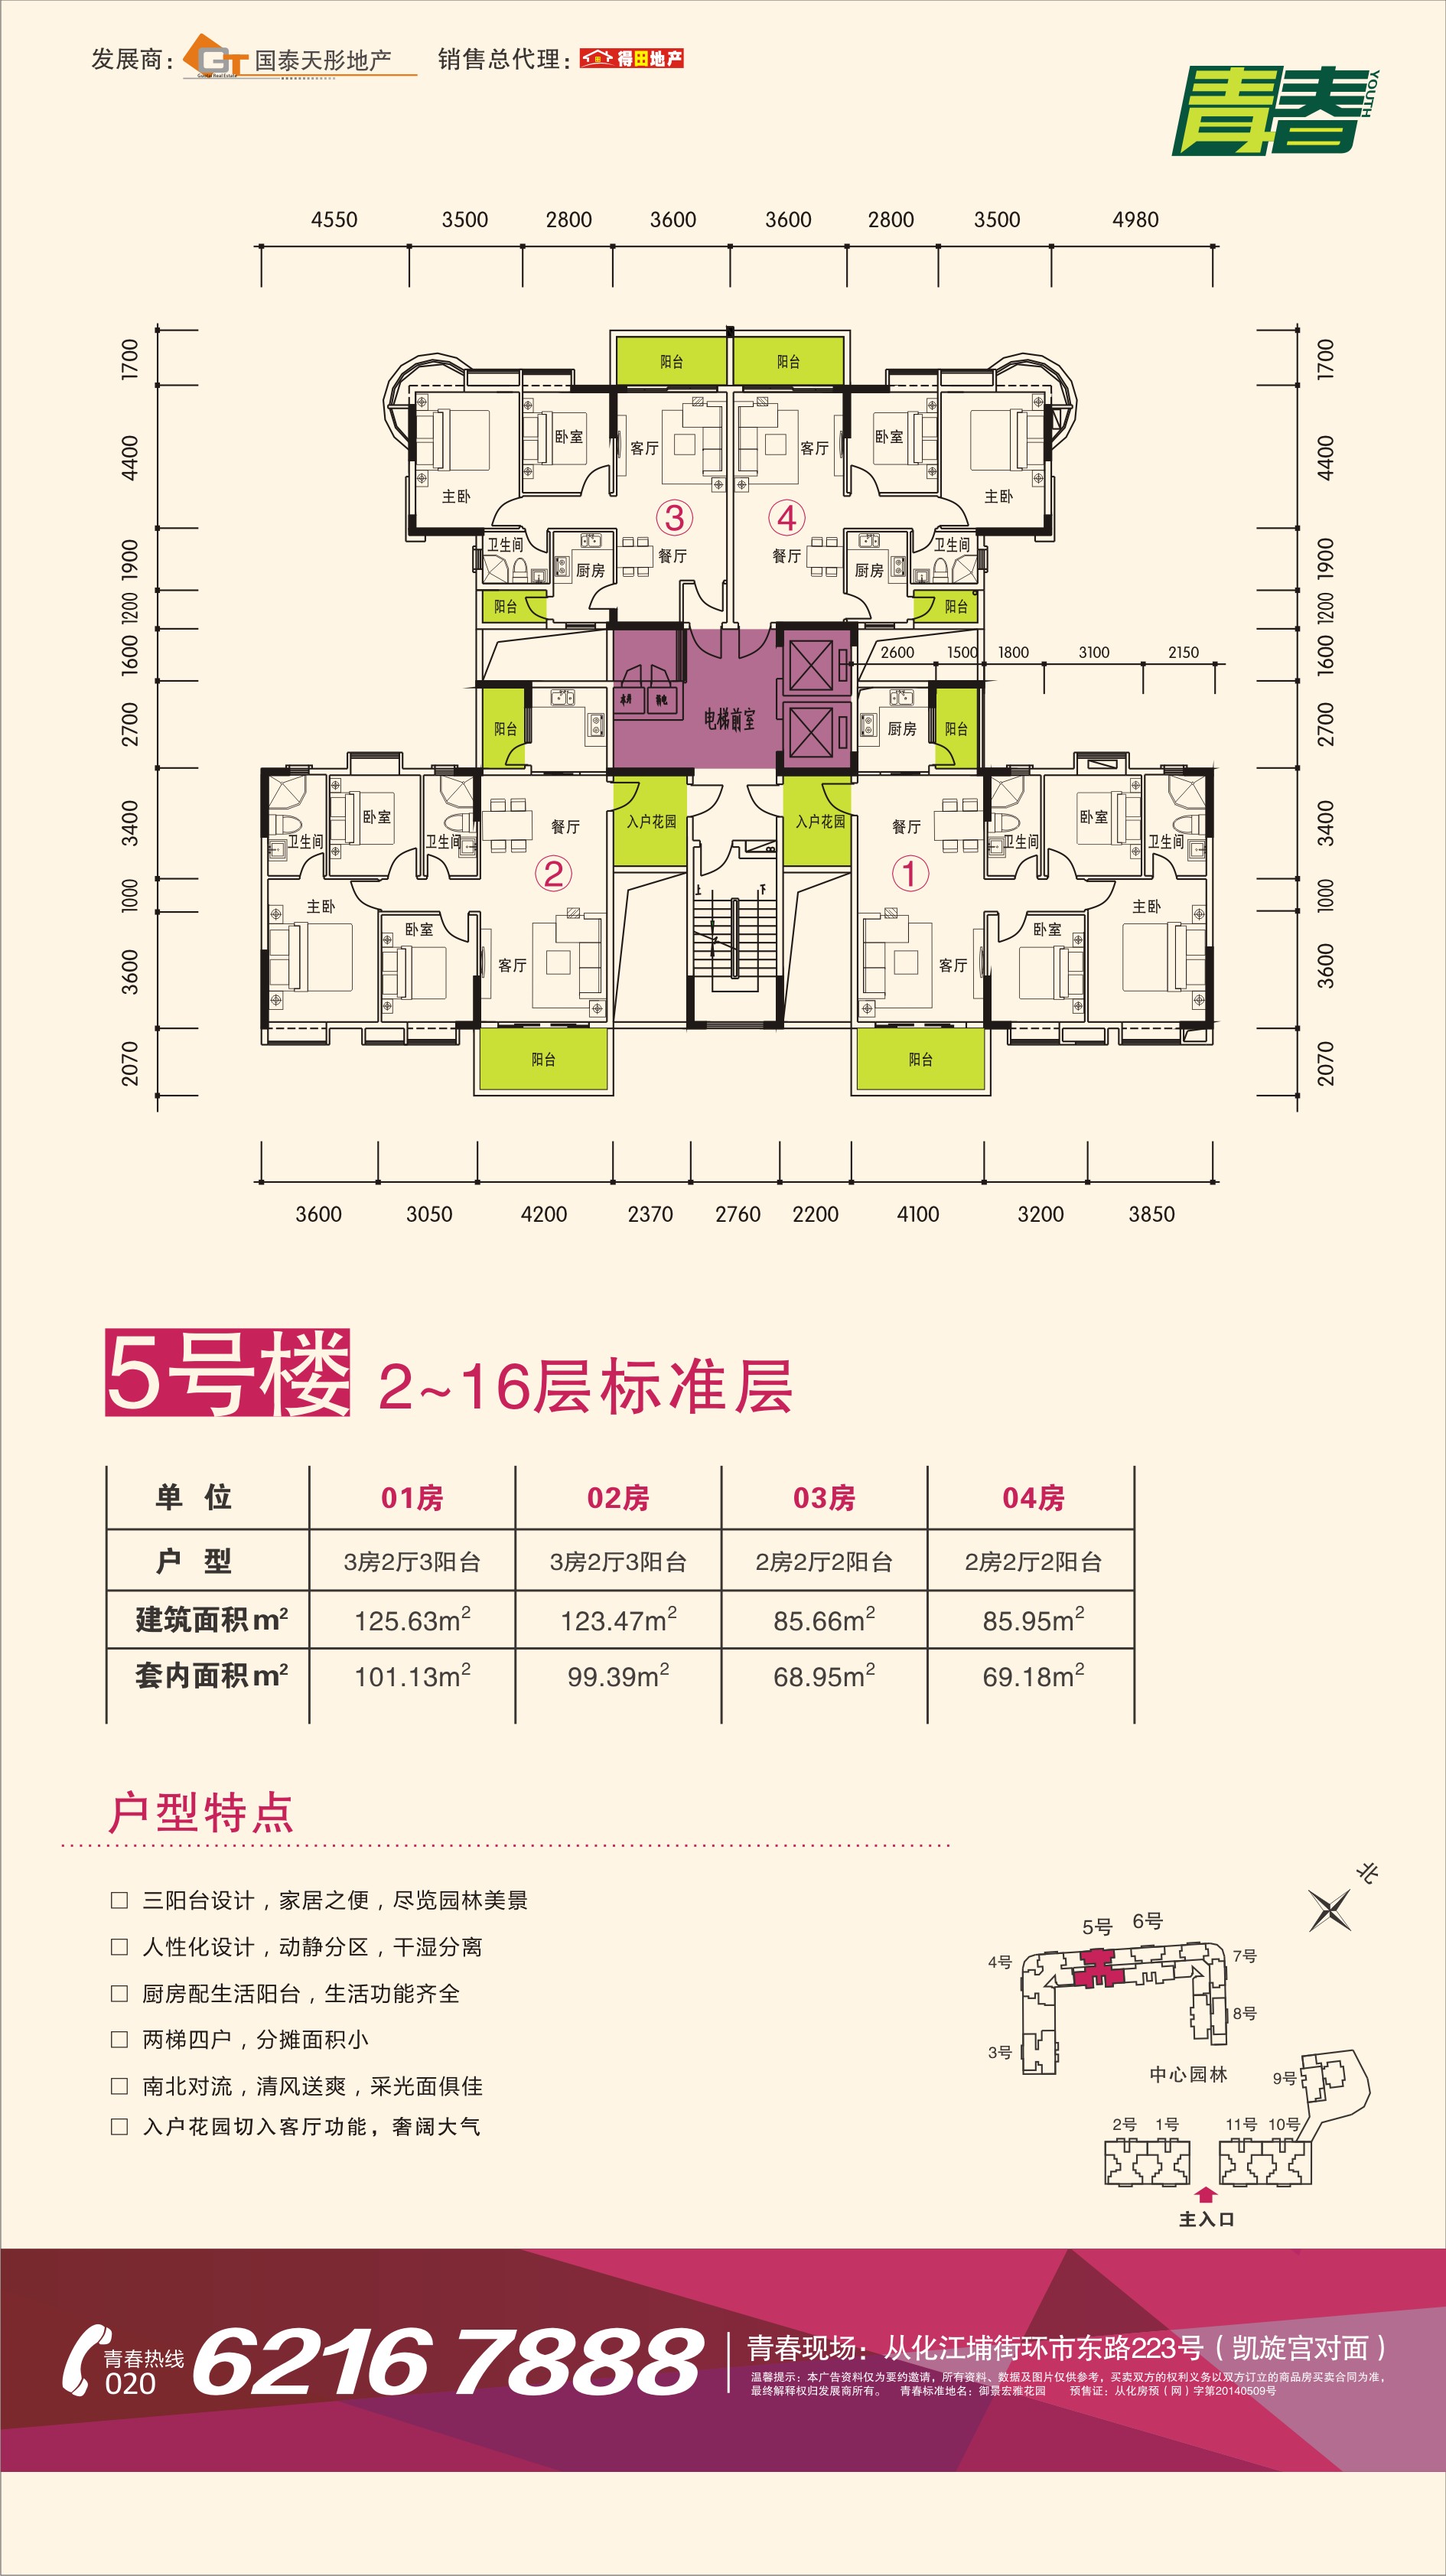 发展商：GT 国泰天彤地产 销售总代理：得田地产
青春 YOUTH
4550 3500 2800 3600 3600 2800 3500 4980
1700 4400 1900 1200 1600 2700 3400 1000 3600 2070
1700 4400 1900 1200 1600 2700 3400 1000 3600 2070
阳台 阳台
卧室 客厅 客厅 卧室
主卧 主卧
③ ④
卫生间 厨房 餐厅 餐厅 厨房 卫生间
阳台 阳台
2600 1500 1800 3100 2150
阳台 电梯前室 厨房 阳台
卫生间 卧室 卫生间 餐厅 入户花园 入户花园 餐厅 卫生间 卧室 卫生间
② ①
上 下
主卧 卧室 客厅 客厅 卧室 主卧
阳台 阳台
3600 3050 4200 2370 2760 2200 4100 3200 3850
5号楼 2~16层标准层
单 位 01房 02房 03房 04房
户 型 3房2厅3阳台 3房2厅3阳台 2房2厅2阳台 2房2厅2阳台
建筑面积m² 125.63m² 123.47m² 85.66m² 85.95m²
套内面积m² 101.13m² 99.39m² 68.95m² 69.18m²
户型特点
□ 三阳台设计，家居之便，尽览园林美景
□ 人性化设计，动静分区，干湿分离
□ 厨房配生活阳台，生活功能齐全
□ 两梯四户，分摊面积小
□ 南北对流，清风送爽，采光面俱佳
□ 入户花园切入客厅功能，奢阔大气
北
5号 6号
4号 7号
8号
3号
中心园林 9号
2号 1号 11号 10号
主入口
青春热线
020 6216 7888
青春现场：从化江埔街环市东路223号（凯旋宫对面）
温馨提示：本广告资料仅为要约邀请，所有资料、数据及图片仅供参考，买卖双方的权利义务以双方订立的商品房买卖合同为准，
最终解释权归发展商所有。 青春标准地名：御景宏雅花园 预售证：从化房预（网）字第20140509号